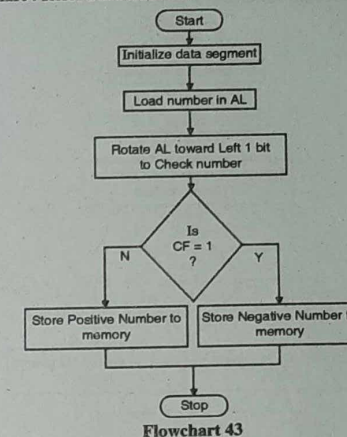 Start
Initialize data segment
Load number in AL
Rotate AL toward Left 1 bit
to Check number
Is
CF = 1
?
N
Y
Store Positive Number to
memory
Store Negative Number
memory
Stop
Flowchart 43